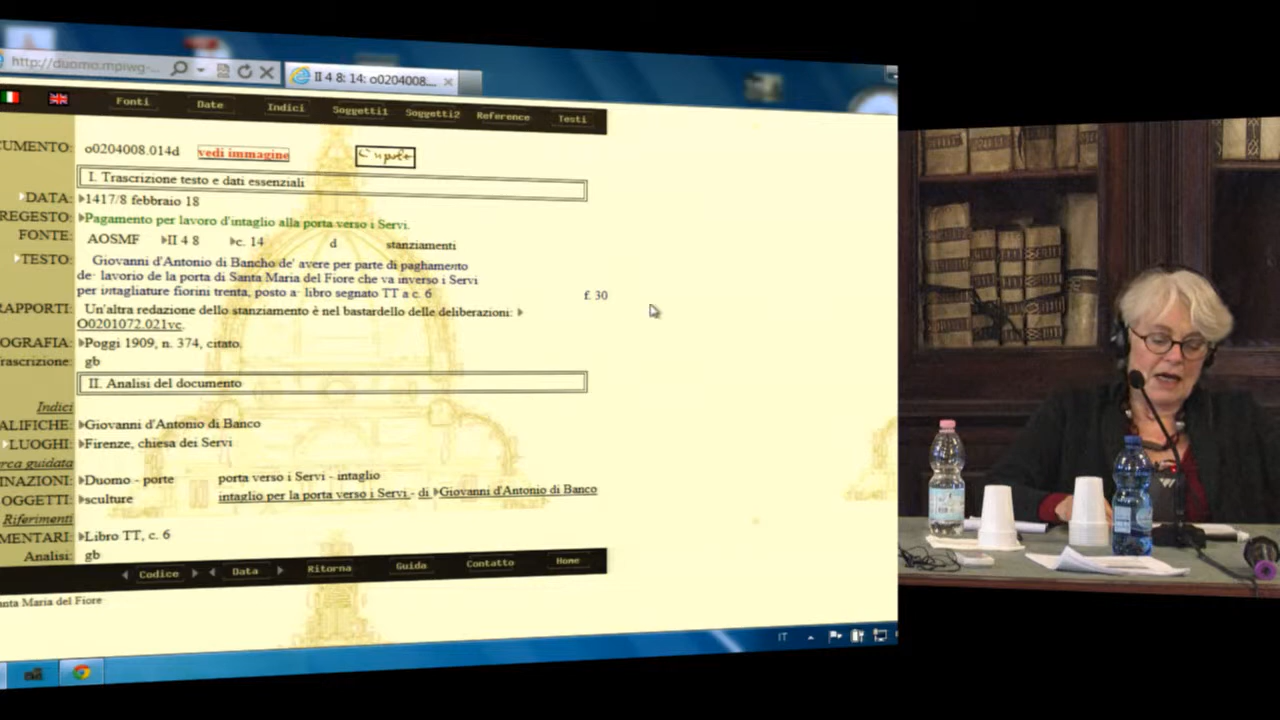 http://duomo.mpiwg-...
II 4 8: 14: o0204008....
Fonti Date Indici Soggetti1 Soggetti2 Reference Testi
CUMENTO: o0204008.014d vedi immagine Cupola
I. Trascrizione testo e dati essenziali
DATA: 1417/8 febbraio 18
REGESTO: Pagamento per lavoro d'intaglio alla porta verso i Servi.
FONTE: AOSMF II 4 8 c. 14 d stanziamenti
TESTO: Giovanni d'Antonio di Bancho de' avere per parte di paghamento
de· lavorio de la porta di Santa Maria del Fiore che va inverso i Servi
per intagliature fiorini trenta, posto a· libro segnato TT a c. 6 f. 30
RAPPORTI: Un'altra redazione dello stanziamento è nel bastardello delle deliberazioni:
O0201072.021vc.
OGRAFIA: Poggi 1909, n. 374, citato.
Trascrizione: gb
II. Analisi del documento
Indici
ALIFICHE: Giovanni d'Antonio di Banco
LUOGHI: Firenze, chiesa dei Servi
rca guidata
INAZIONI: Duomo - porte porta verso i Servi - intaglio
OGGETTI: sculture intaglio per la porta verso i Servi - di Giovanni d'Antonio di Banco
Riferimenti
MENTARI: Libro TT, c. 6
Analisi: gb
Codice Data Ritorna Guida Contatto Home
anta Maria del Fiore
IT